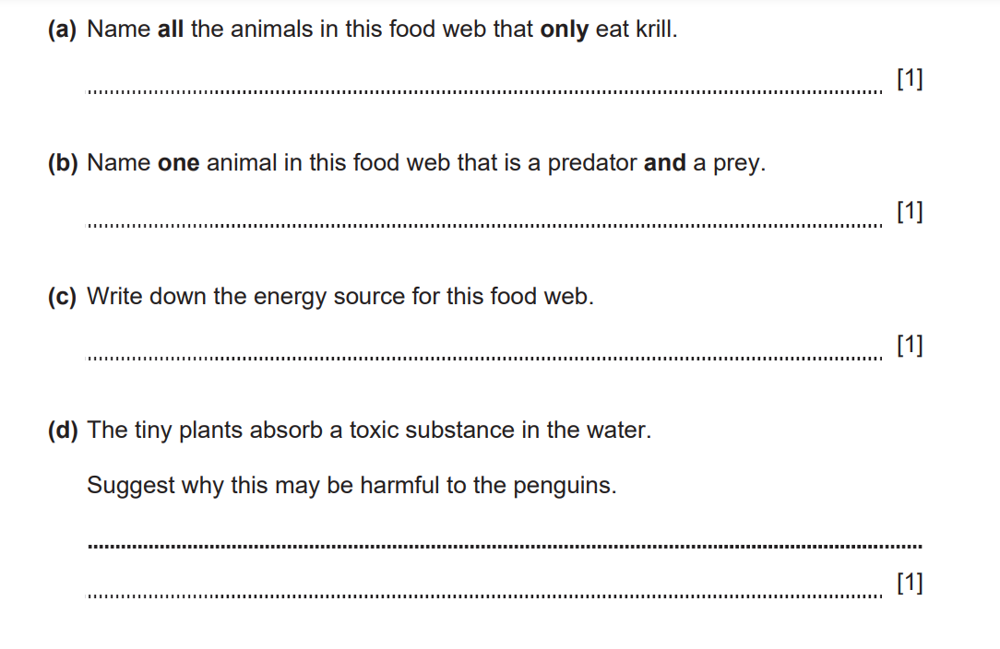 (a) Name all the animals in this food web that only eat krill.
[1]
(b) Name one animal in this food web that is a predator and a prey.
[1]
(c) Write down the energy source for this food web.
[1]
(d) The tiny plants absorb a toxic substance in the water.
Suggest why this may be harmful to the penguins.
[1]